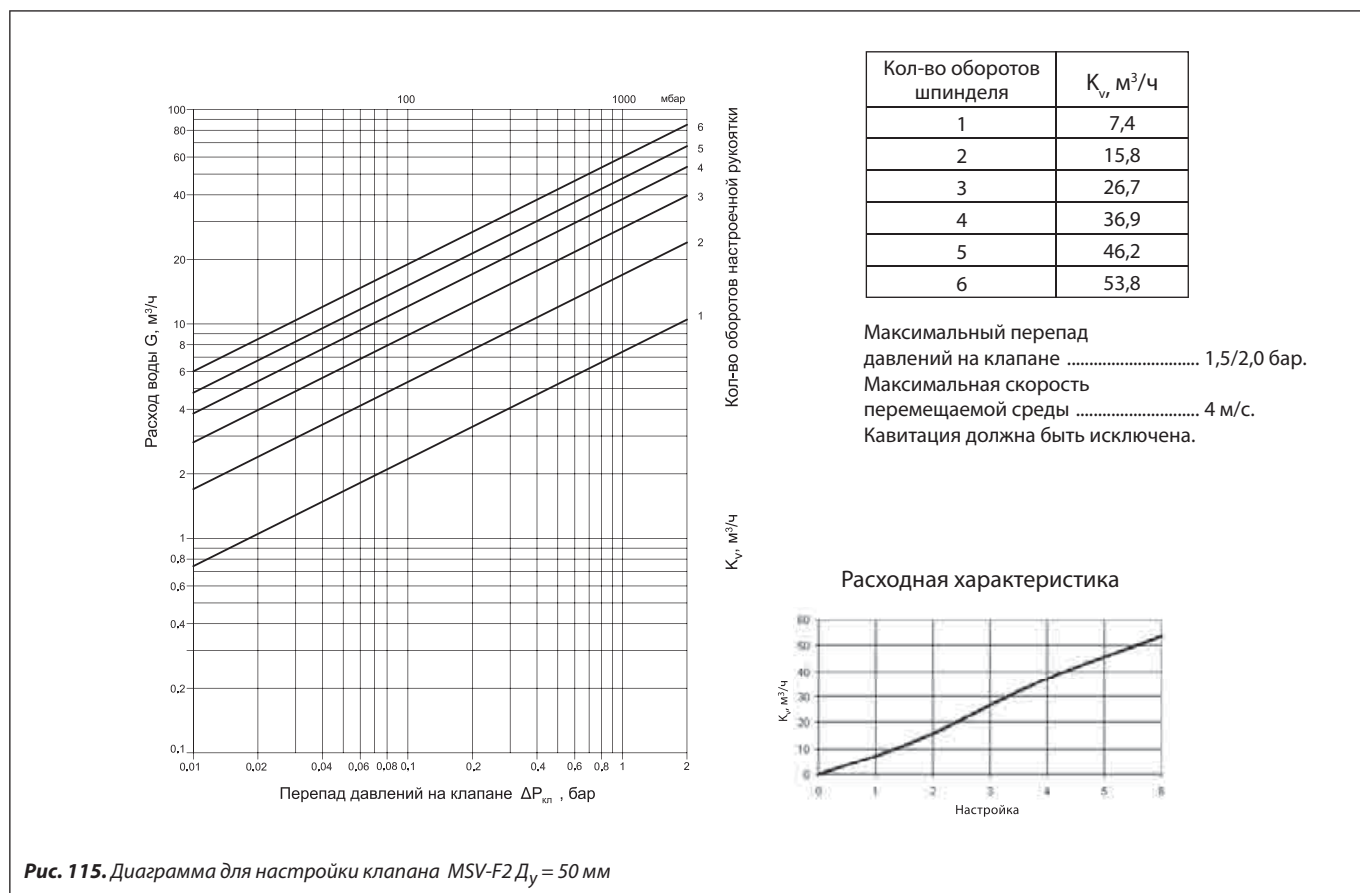 100 1000 мбар
100
80
60
40
20
10
8
6
4
2
1
0.8
0.6
0.4
0.2
0.1
0.01 0.02 0.04 0.06 0.08 0.1 0.2 0.4 0.6 0.8 1 2
6
5
4
3
2
1
Расход воды G, м³/ч
Перепад давлений на клапане ΔPкл , бар
Кол-во оборотов настроечной рукоятки
Kv, м³/ч
Кол-во оборотов шпинделя Kv, м³/ч
1 7,4
2 15,8
3 26,7
4 36,9
5 46,2
6 53,8
Максимальный перепад
давлений на клапане ............................... 1,5/2,0 бар.
Максимальная скорость
перемещаемой среды ............................. 4 м/с.
Кавитация должна быть исключена.
Расходная характеристика
60
50
40
30
20
10
0
Kv, м³/ч
0 1 2 3 4 5 6
Настройка
Рис. 115. Диаграмма для настройки клапана MSV-F2 Ду = 50 мм